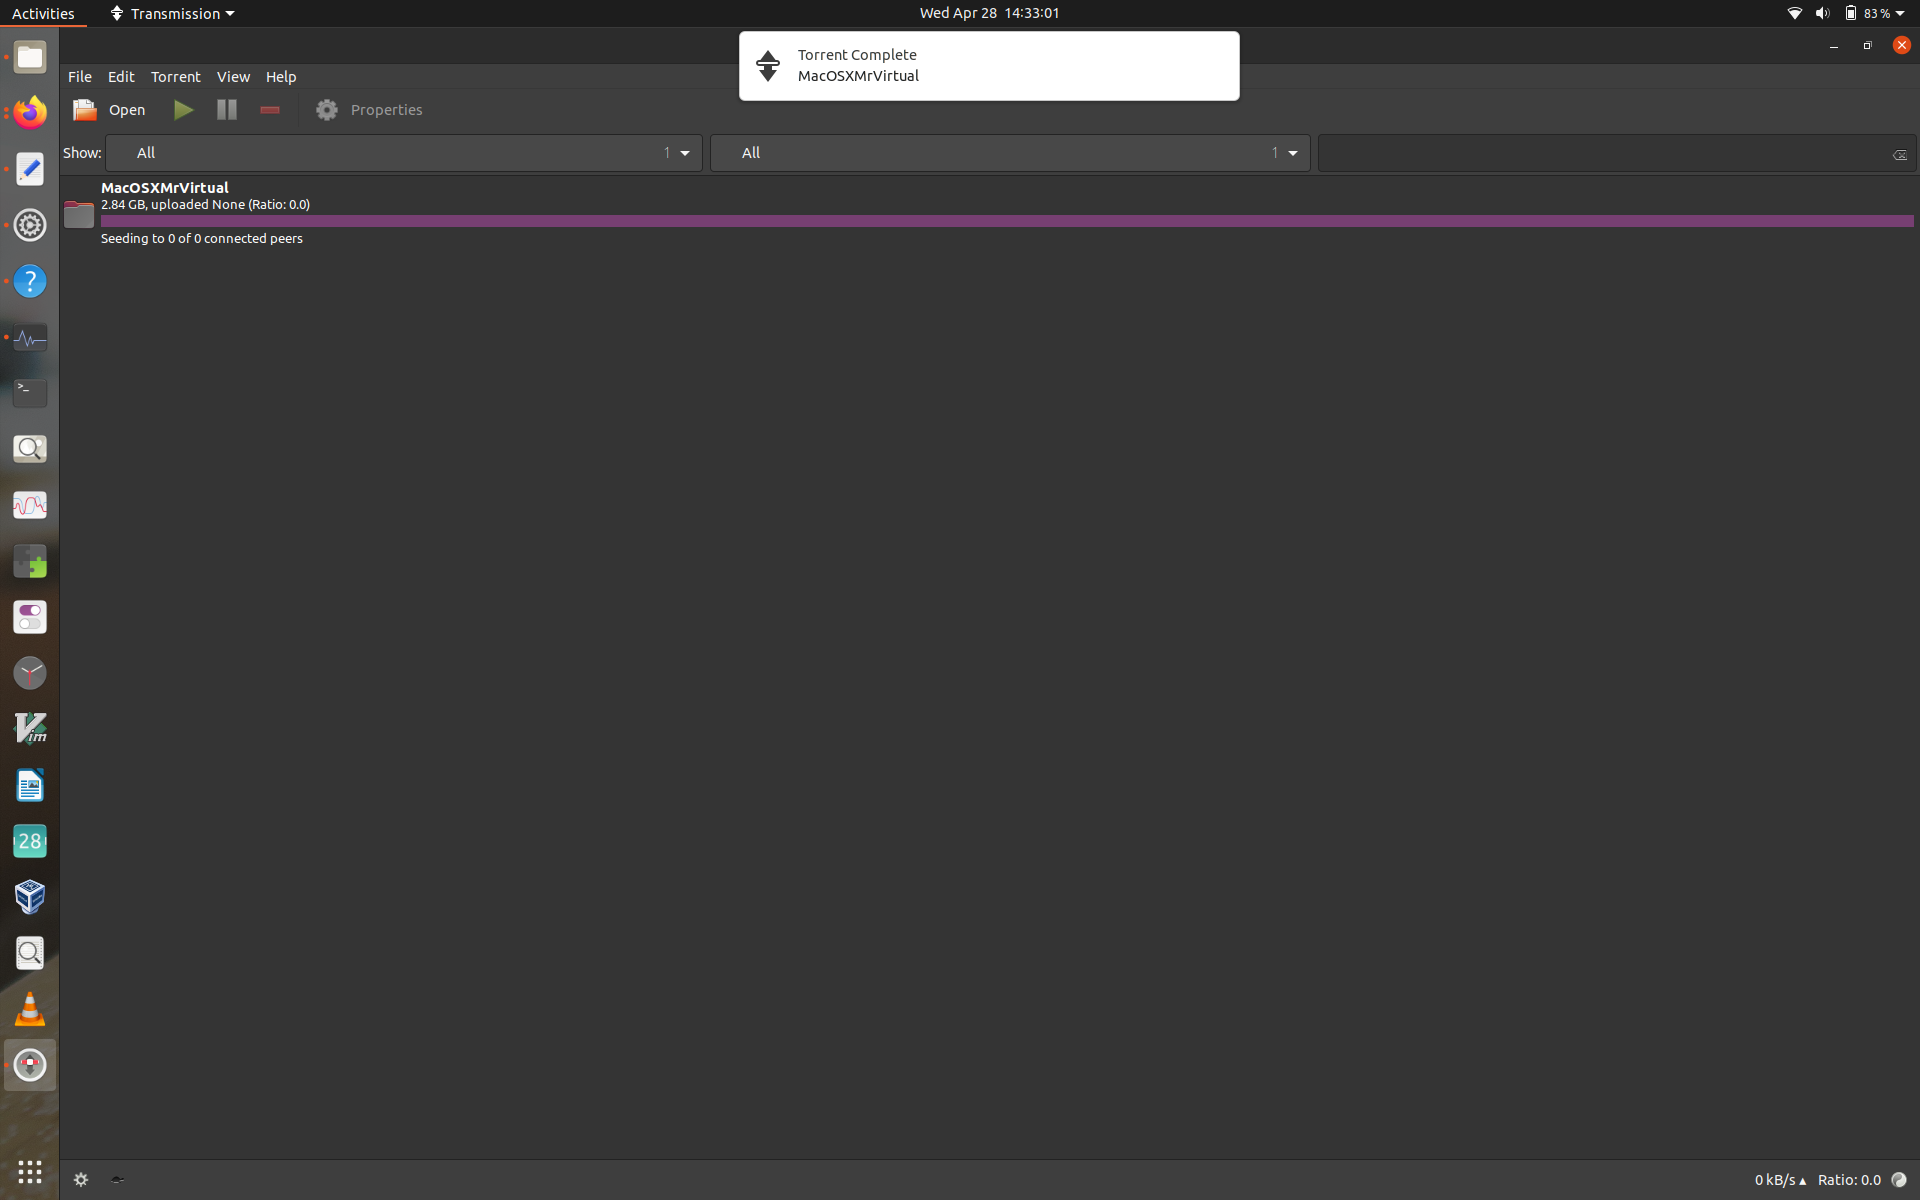 Activities
Transmission
Wed Apr 28 14:33:01
83 %
Torrent Complete
MacOSXMrVirtual
File Edit Torrent View Help
Open
Properties
Show:
All 1
All 1
MacOSXMrVirtual
2.84 GB, uploaded None (Ratio: 0.0)
Seeding to 0 of 0 connected peers
?
>_
Vim
28
0 kB/s ▴ Ratio: 0.0